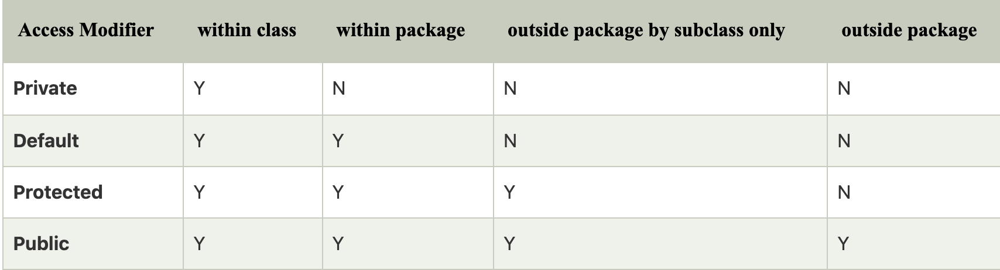 Access Modifier within class within package outside package by subclass only outside package
Private Y N N N
Default Y Y N N
Protected Y Y Y N
Public Y Y Y Y